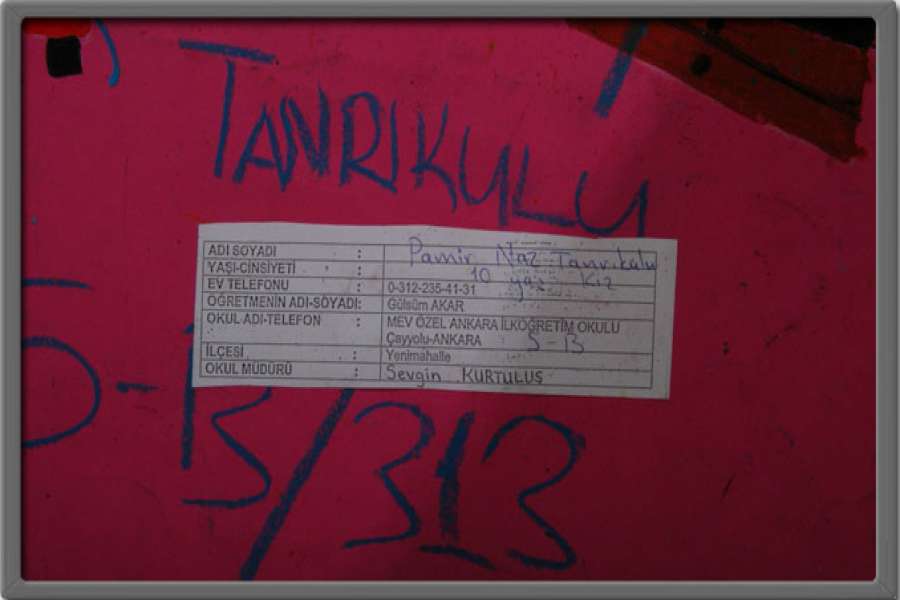 TANRIKULU
ADI SOYADI : Pamir Naz Tanrıkulu
YAŞI-CİNSİYETİ : 10 yaş Kız
EV TELEFONU : 0-312-235-41-31
ÖĞRETMENİN ADI-SOYADI: Gülsüm AKAR
OKUL ADI-TELEFON : MEV ÖZEL ANKARA İLKÖĞRETİM OKULU
Çayyolu-ANKARA 5-B
İLÇESİ : Yenimahalle
OKUL MÜDÜRÜ : Sevgin KURTULUŞ
5-B/313